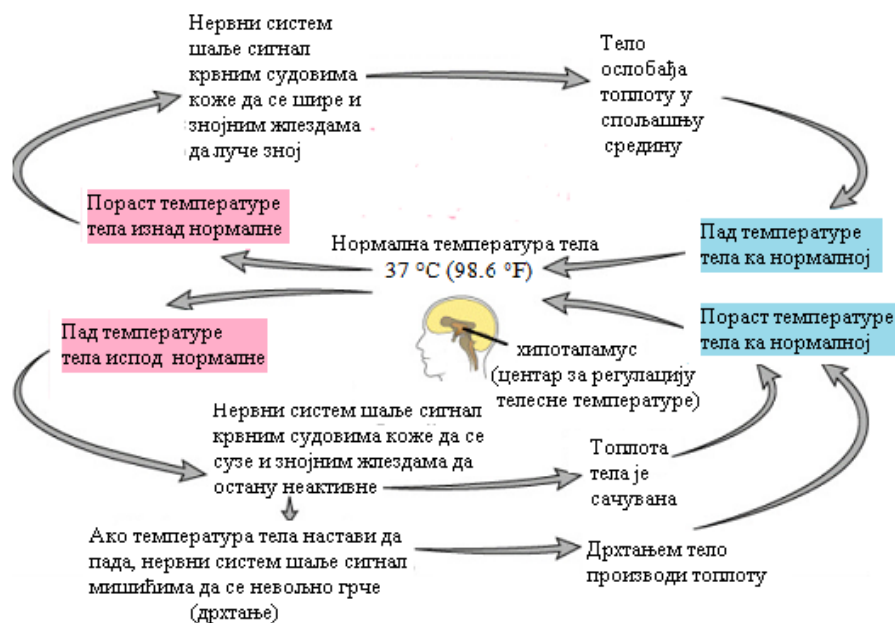 Нервни систем
шаље сигнал
крвним судовима
коже да се шире и
знојним жлездама
да луче зној
Тело
ослобађа
топлоту у
спољашњу
средину
Пораст температуре
тела изнад нормалне
Нормална температура тела
37 °C (98.6 °F)
Пад температуре
тела ка нормалној
Пад температуре
тела испод нормалне
Пораст температуре
тела ка нормалној
хипоталамус
(центар за регулацију
телесне температуре)
Нервни систем шаље сигнал
крвним судовима коже да се
сузе и знојним жлездама да
остану неактивне
Топлота
тела је
сачувана
Ако температура тела настави да
пада, нервни систем шаље сигнал
мишићима да се невољно грче
(дрхтање)
Дрхтањем тело
производи топлоту